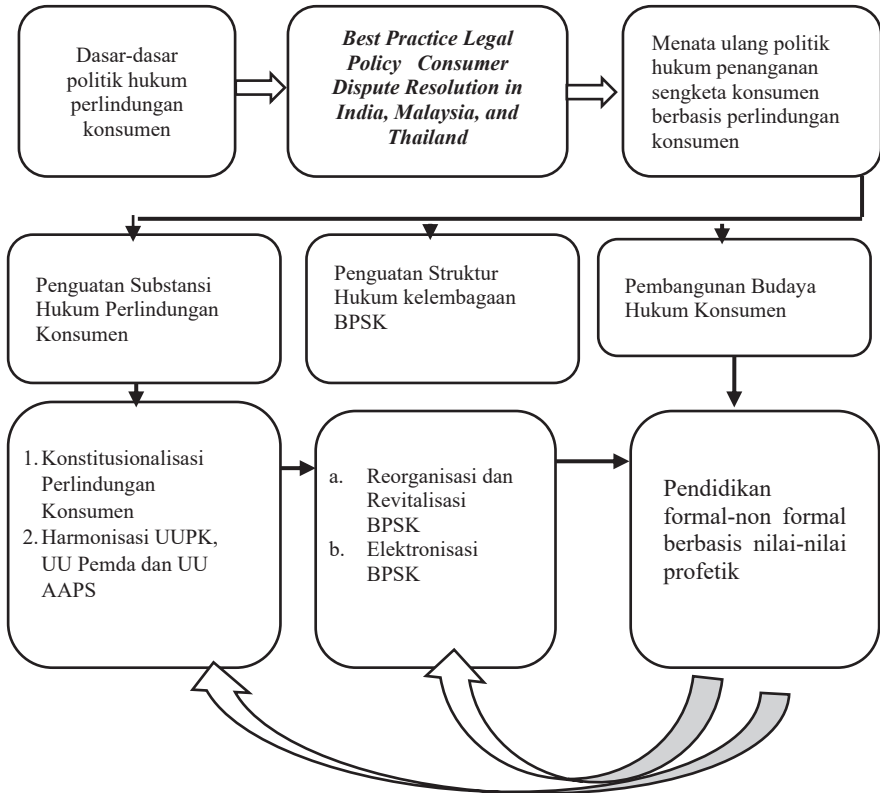 Dasar-dasar
politik hukum
perlindungan
konsumen
Best Practice Legal
Policy Consumer
Dispute Resolution in
India, Malaysia, and
Thailand
Menata ulang politik
hukum penanganan
sengketa konsumen
berbasis perlindungan
konsumen
Penguatan Substansi
Hukum Perlindungan
Konsumen
Penguatan Struktur
Hukum kelembagaan
BPSK
Pembangunan Budaya
Hukum Konsumen
1. Konstitusionalisasi
Perlindungan
Konsumen
2. Harmonisasi UUPK,
UU Pemda dan UU
AAPS
a. Reorganisasi dan
Revitalisasi
BPSK
b. Elektronisasi
BPSK
Pendidikan
formal-non formal
berbasis nilai-nilai
profetik